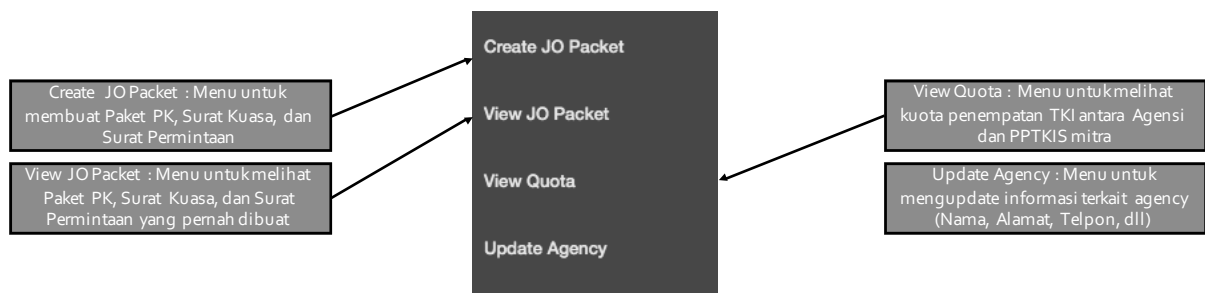 Create JO Packet
View JO Packet
View Quota
Update Agency
Create JO Packet : Menu untuk
membuat Paket PK, Surat Kuasa, dan
Surat Permintaan
View JO Packet : Menu untuk melihat
Paket PK, Surat Kuasa, dan Surat
Permintaan yang pernah dibuat
View Quota : Menu untuk melihat
kuota penempatan TKI antara Agensi
dan PPTKIS mitra
Update Agency : Menu untuk
mengupdate informasi terkait agency
(Nama, Alamat, Telpon, dll)